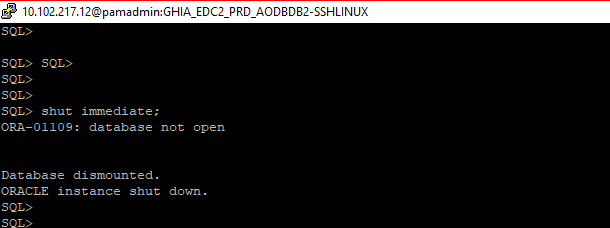 10.102.217.12@pamadmin:GHIA_EDC2_PRD_AODBDB2-SSHLINUX
SQL>
SQL> SQL>
SQL>
SQL>
SQL> shut immediate;
ORA-01109: database not open
Database dismounted.
ORACLE instance shut down.
SQL>
SQL>